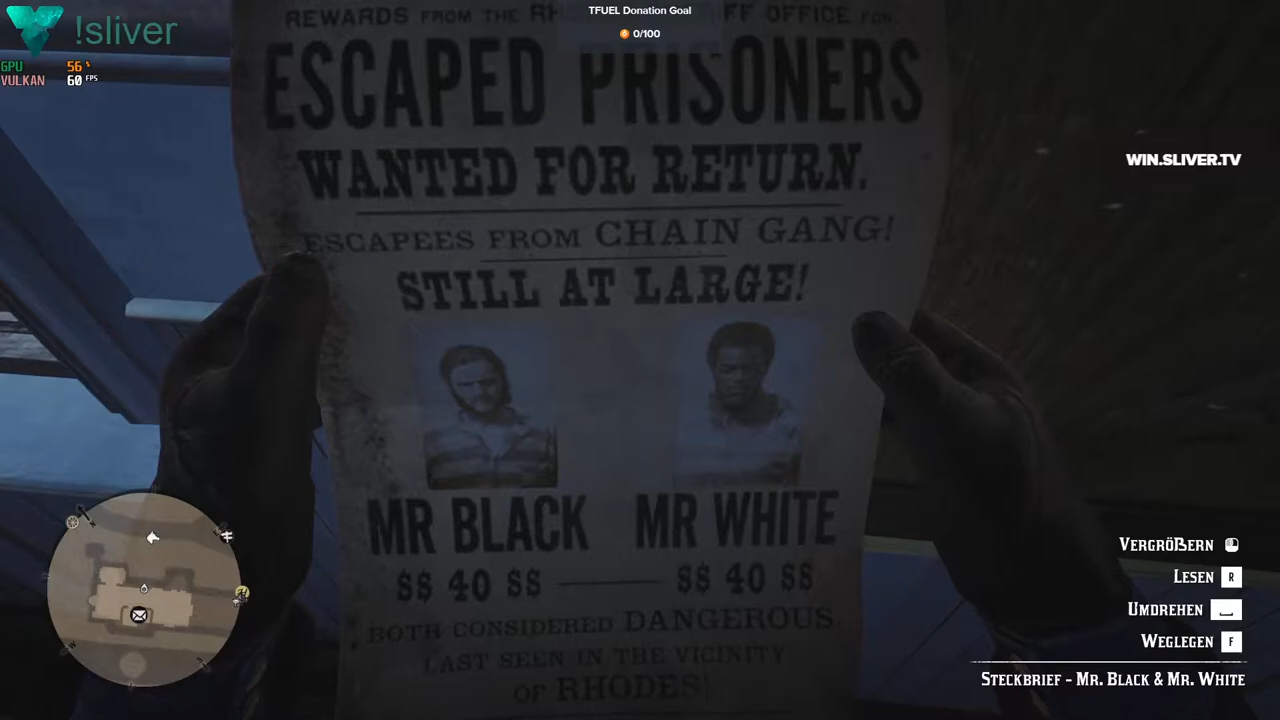 !sliver
GPU 56 %
VULKAN 60 FPS
TFUEL Donation Goal
0/100
WIN.SLIVER.TV
REWARDS FROM THE FF OFFICE FOR
ESCAPED PRISONERS
WANTED FOR RETURN.
ESCAPEES FROM CHAIN GANG!
STILL AT LARGE!
MR BLACK MR WHITE
$$ 40 $$ $$ 40 $$
BOTH CONSIDERED DANGEROUS.
LAST SEEN IN THE VICINITY
OF RHODES
VERGRÖßERN
LESEN R
UMDREHEN
WEGLEGEN F
STECKBRIEF - MR. BLACK & MR. WHITE